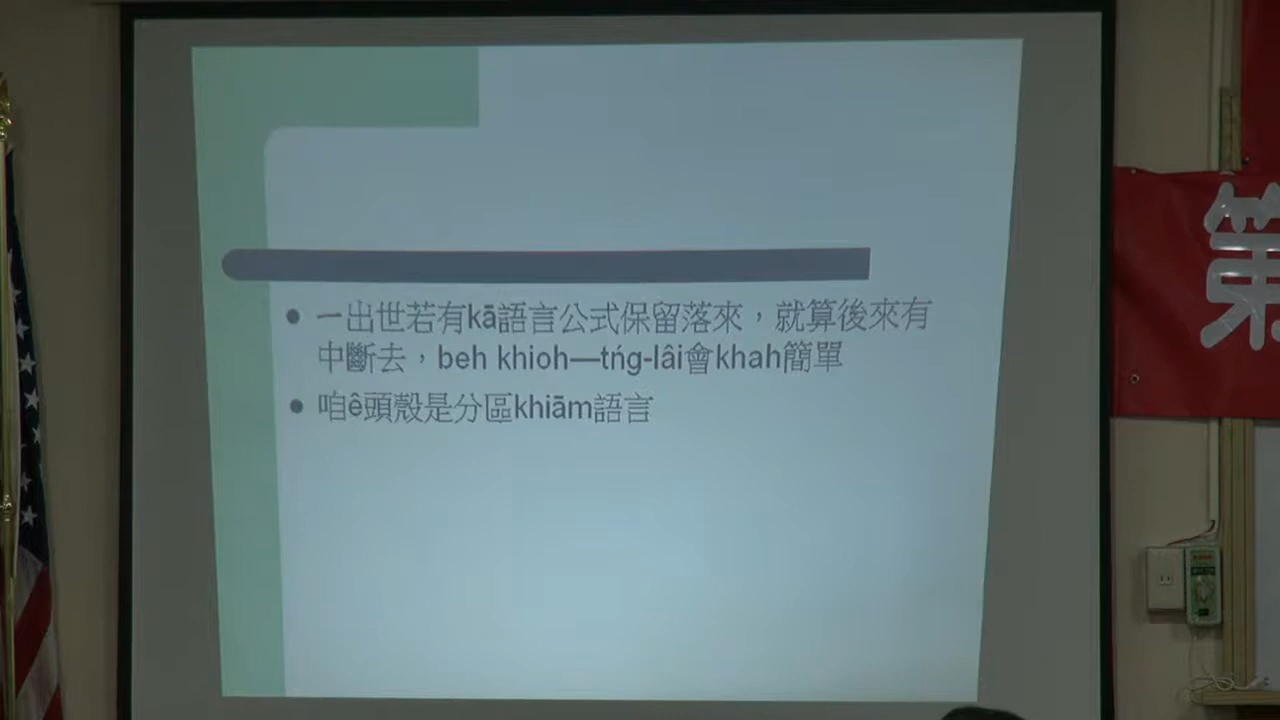 一出世若有kā語言公式保留落來，就算後來有
中斷去，beh khioh—tńg-lâi會khah簡單
咱ê頭殼是分區khiām語言
第